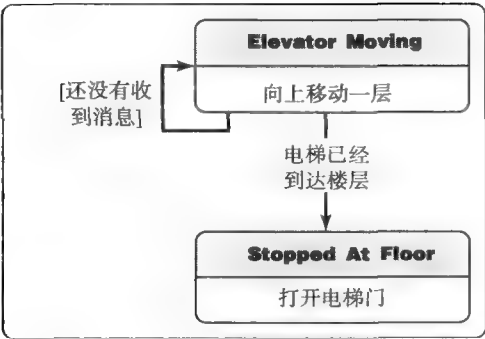 Elevator Moving
向上移动一层
[还没有收
到消息]
电梯已经
到达楼层
Stopped At Floor
打开电梯门